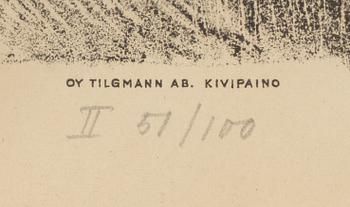 OY TILGMANN AB. KIVIPAINO
II 51/100